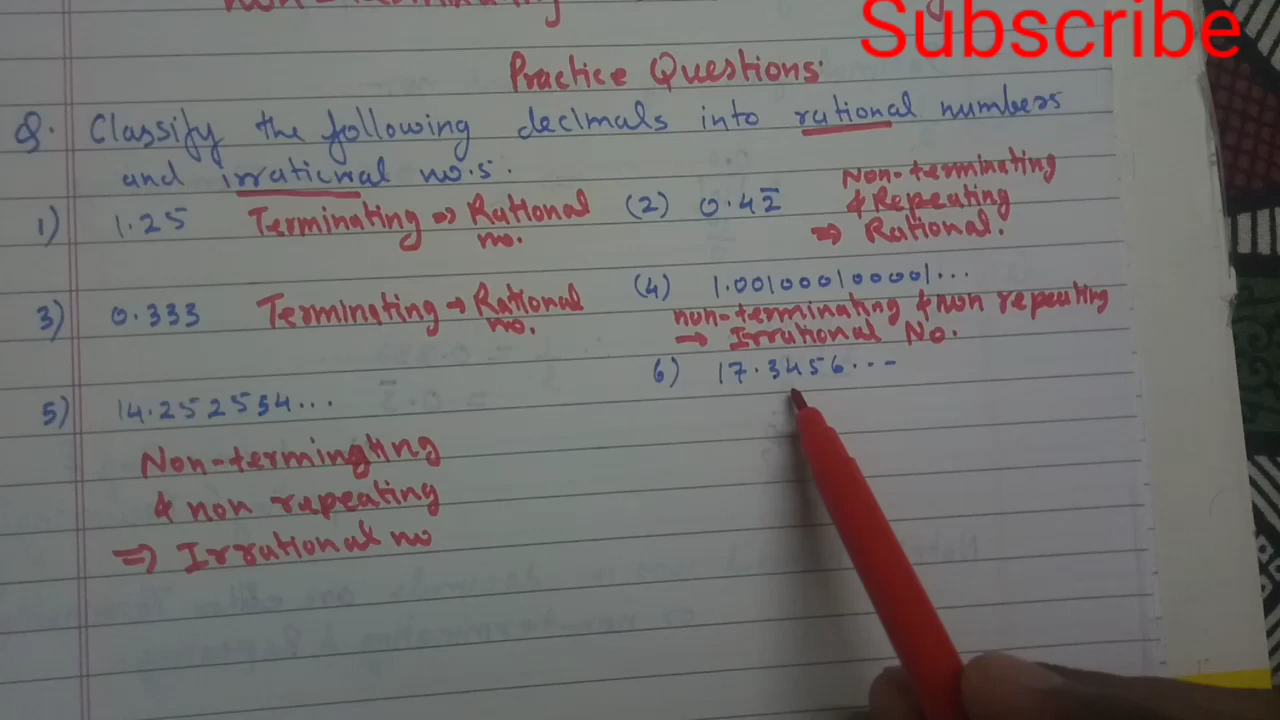 Subscribe
Practice Questions.
Q. Classify the following decimals into rational numbers
and irrational no.s.
1) 1.25 Terminating => Rational no.
(2) 0.42̅ Non-terminating
& Repeating
=> Rational.
3) 0.333 Terminating → Rational no.
(4) 1.001000100001...
non-terminating & non repeating
→ Irrational No.
5) 14.252554...
Non-terminating
& non repeating
=> Irrational no
6) 17.3456...-